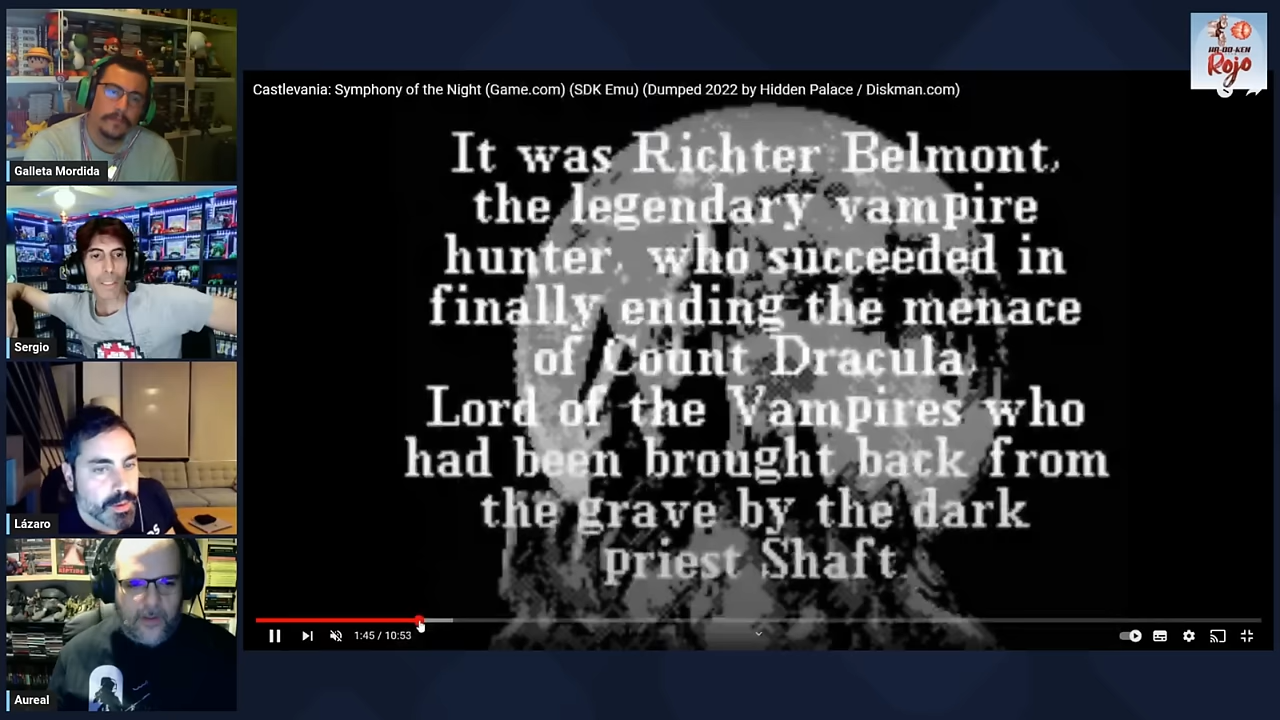 HA-DO-KEN
Rojo
Castlevania: Symphony of the Night (Game.com) (SDK Emu) (Dumped 2022 by Hidden Palace / Diskman.com)
It was Richter Belmont,
the legendary vampire
hunter, who succeeded in
finally ending the menace
of Count Dracula,
Lord of the Vampires who
had been brought back from
the grave by the dark
priest Shaft.
1:45 / 10:53
Galleta Mordida
Sergio
Lázaro
Aureal